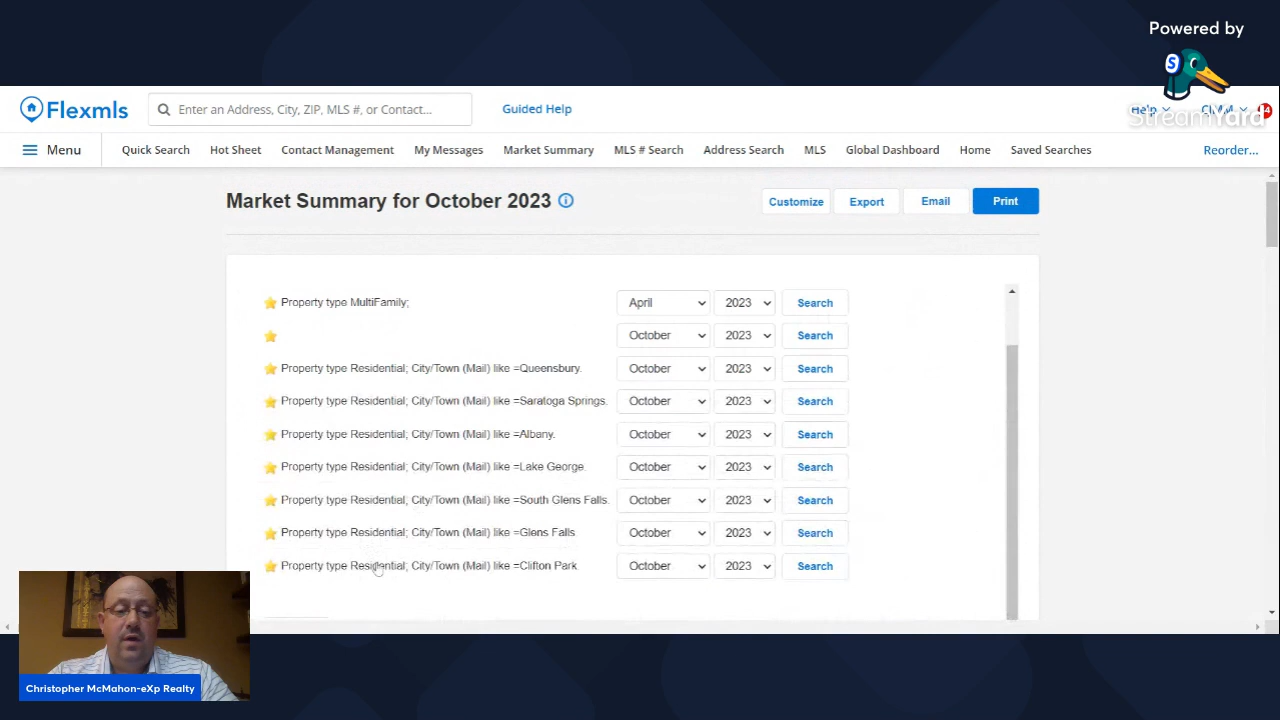 Powered by
S
StreamYard
Flexmls
Enter an Address, City, ZIP, MLS #, or Contact...
Guided Help
Help
Menu
Quick Search
Hot Sheet
Contact Management
My Messages
Market Summary
MLS # Search
Address Search
MLS
Global Dashboard
Home
Saved Searches
Reorder...
Market Summary for October 2023
Customize
Export
Email
Print
Property type MultiFamily; April 2023 Search
October 2023 Search
Property type Residential; City/Town (Mail) like =Queensbury. October 2023 Search
Property type Residential; City/Town (Mail) like =Saratoga Springs. October 2023 Search
Property type Residential; City/Town (Mail) like =Albany. October 2023 Search
Property type Residential; City/Town (Mail) like =Lake George. October 2023 Search
Property type Residential; City/Town (Mail) like =South Glens Falls. October 2023 Search
Property type Residential; City/Town (Mail) like =Glens Falls October 2023 Search
Property type Residential; City/Town (Mail) like =Clifton Park October 2023 Search
Christopher McMahon-eXp Realty